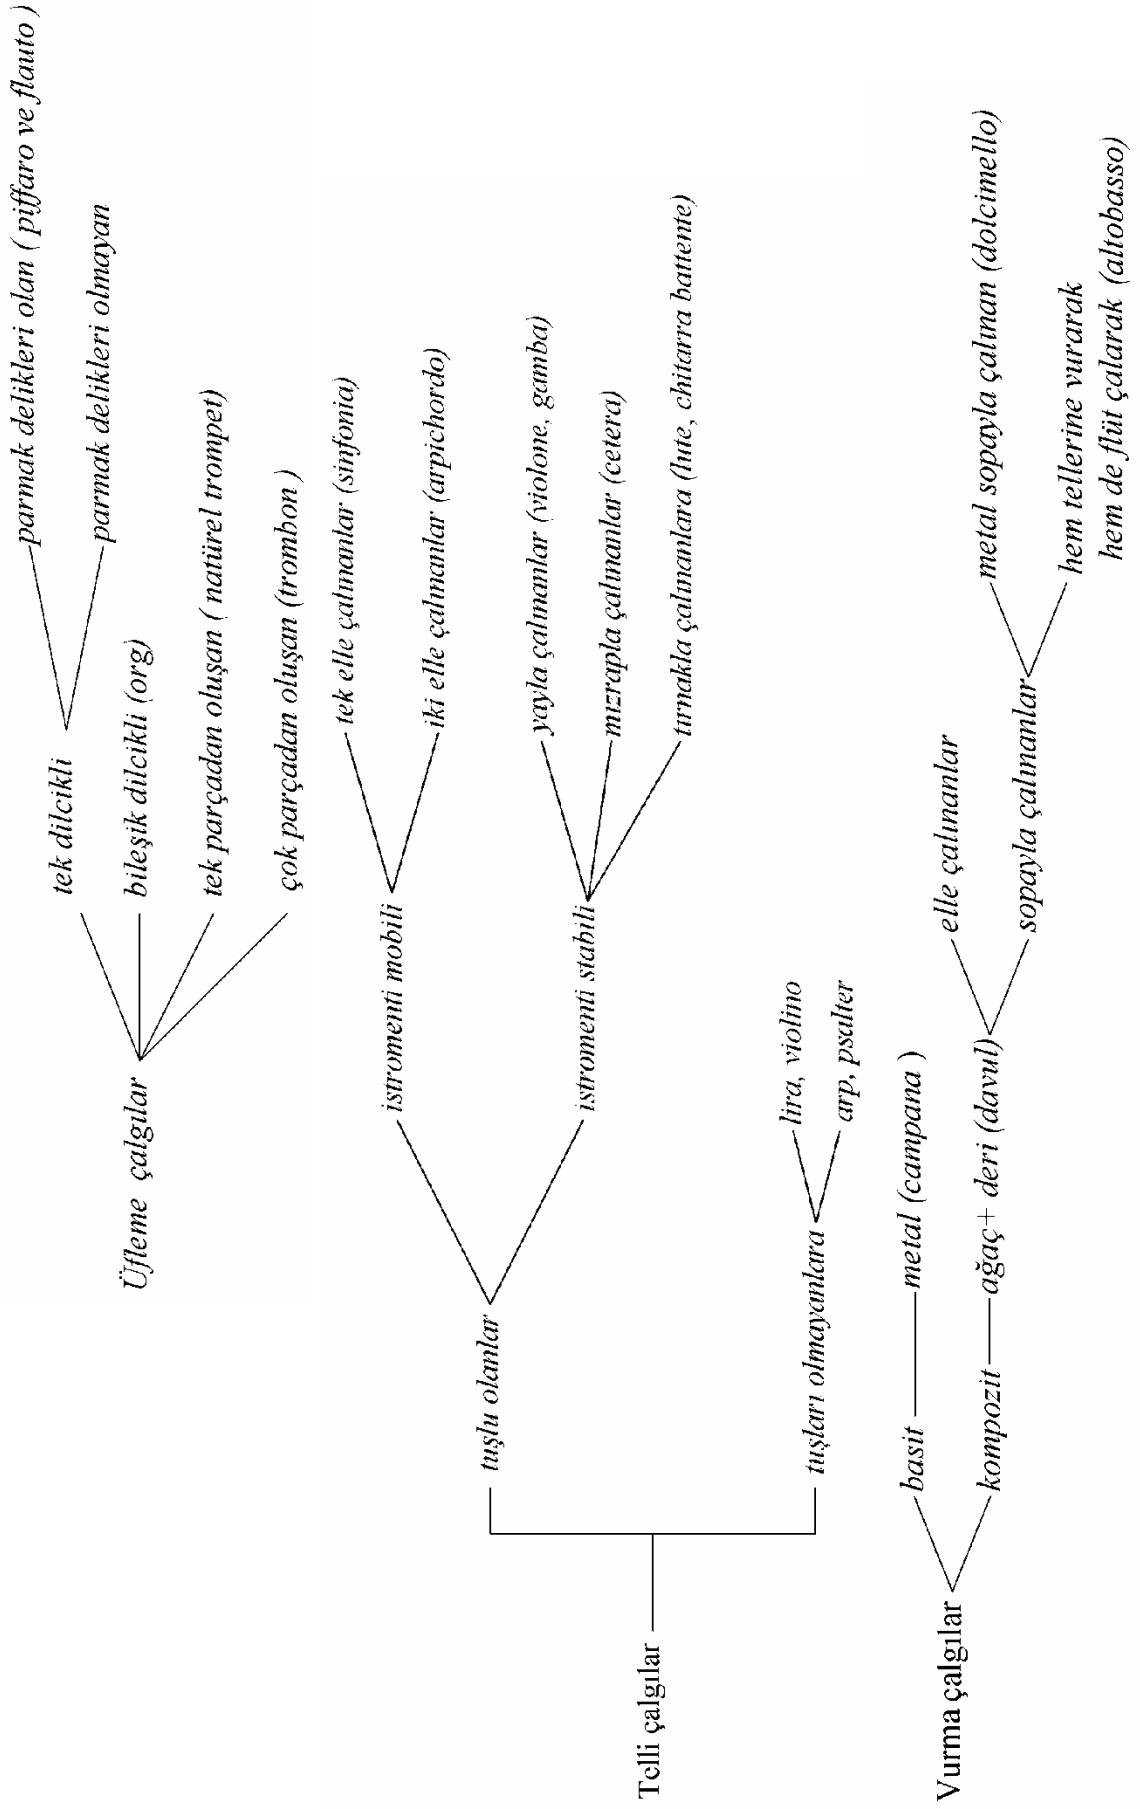 Üfleme çalgılar
tek dilcikli
parmak delikleri olan ( piffaro ve flauto )
parmak delikleri olmayan
bileşik dilcikli (org)
tek parçadan oluşan ( natürel trompet)
çok parçadan oluşan (trombon )
Telli çalgılar
tuşlu olanlar
istromenti mobili
tek elle çalınanlar (sinfonia)
iki elle çalınanlar (arpichordo)
istromenti stabili
yayla çalınanlar (violone, gamba)
mızrapla çalınanlar (cetera)
tırnakla çalınanlara (lute, chitarra battente)
tuşları olmayanlara
lira, violino
arp, psalter
Vurma çalgılar
basit
metal (campana )
kompozit
ağaç+ deri (davul)
elle çalınanlar
sopayla çalınanlar
metal sopayla çalınan (dolcimello)
hem tellerine vurarak
hem de flüt çalarak (altobasso)